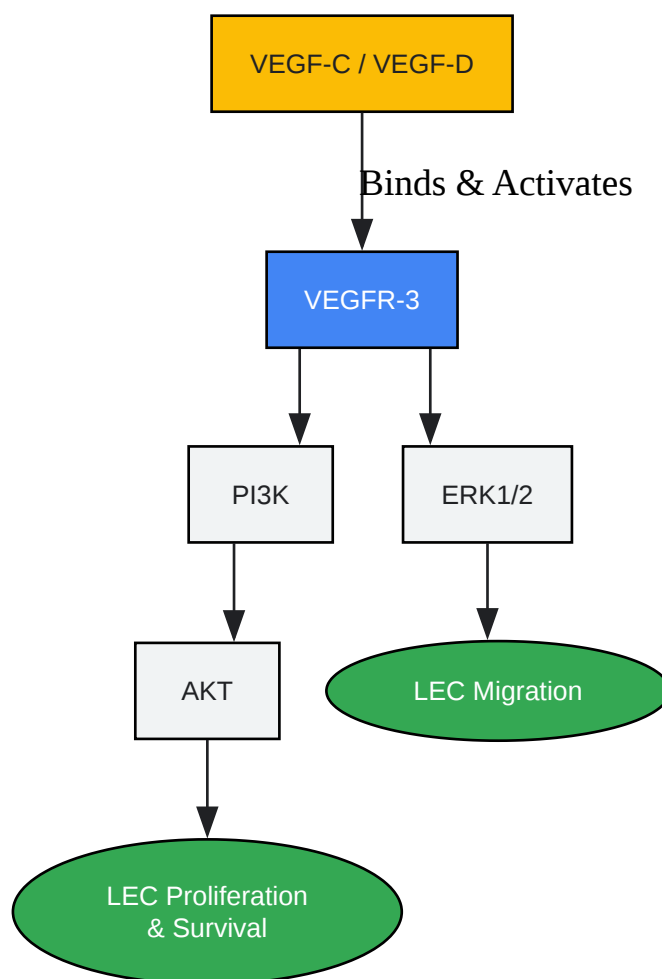 VEGF-C / VEGF-D
Binds & Activates
VEGFR-3
PI3K
ERK1/2
AKT
LEC Migration
LEC Proliferation
& Survival